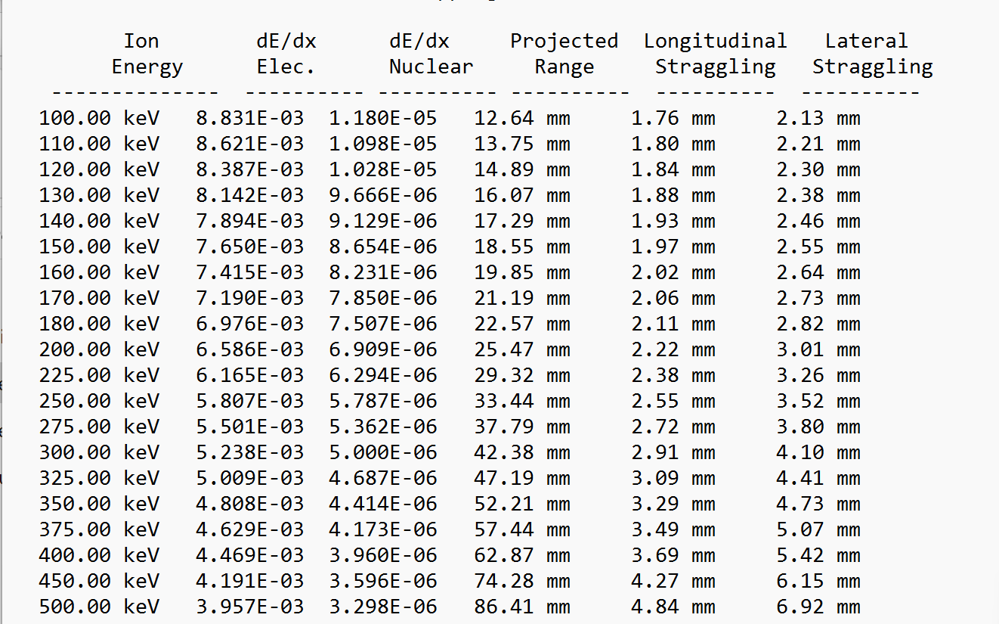 Ion dE/dx dE/dx Projected Longitudinal Lateral
Energy Elec. Nuclear Range Straggling Straggling
-------------- ---------- ---------- ---------- ---------- ----------
100.00 keV 8.831E-03 1.180E-05 12.64 mm 1.76 mm 2.13 mm
110.00 keV 8.621E-03 1.098E-05 13.75 mm 1.80 mm 2.21 mm
120.00 keV 8.387E-03 1.028E-05 14.89 mm 1.84 mm 2.30 mm
130.00 keV 8.142E-03 9.666E-06 16.07 mm 1.88 mm 2.38 mm
140.00 keV 7.894E-03 9.129E-06 17.29 mm 1.93 mm 2.46 mm
150.00 keV 7.650E-03 8.654E-06 18.55 mm 1.97 mm 2.55 mm
160.00 keV 7.415E-03 8.231E-06 19.85 mm 2.02 mm 2.64 mm
170.00 keV 7.190E-03 7.850E-06 21.19 mm 2.06 mm 2.73 mm
180.00 keV 6.976E-03 7.507E-06 22.57 mm 2.11 mm 2.82 mm
200.00 keV 6.586E-03 6.909E-06 25.47 mm 2.22 mm 3.01 mm
225.00 keV 6.165E-03 6.294E-06 29.32 mm 2.38 mm 3.26 mm
250.00 keV 5.807E-03 5.787E-06 33.44 mm 2.55 mm 3.52 mm
275.00 keV 5.501E-03 5.362E-06 37.79 mm 2.72 mm 3.80 mm
300.00 keV 5.238E-03 5.000E-06 42.38 mm 2.91 mm 4.10 mm
325.00 keV 5.009E-03 4.687E-06 47.19 mm 3.09 mm 4.41 mm
350.00 keV 4.808E-03 4.414E-06 52.21 mm 3.29 mm 4.73 mm
375.00 keV 4.629E-03 4.173E-06 57.44 mm 3.49 mm 5.07 mm
400.00 keV 4.469E-03 3.960E-06 62.87 mm 3.69 mm 5.42 mm
450.00 keV 4.191E-03 3.596E-06 74.28 mm 4.27 mm 6.15 mm
500.00 keV 3.957E-03 3.298E-06 86.41 mm 4.84 mm 6.92 mm